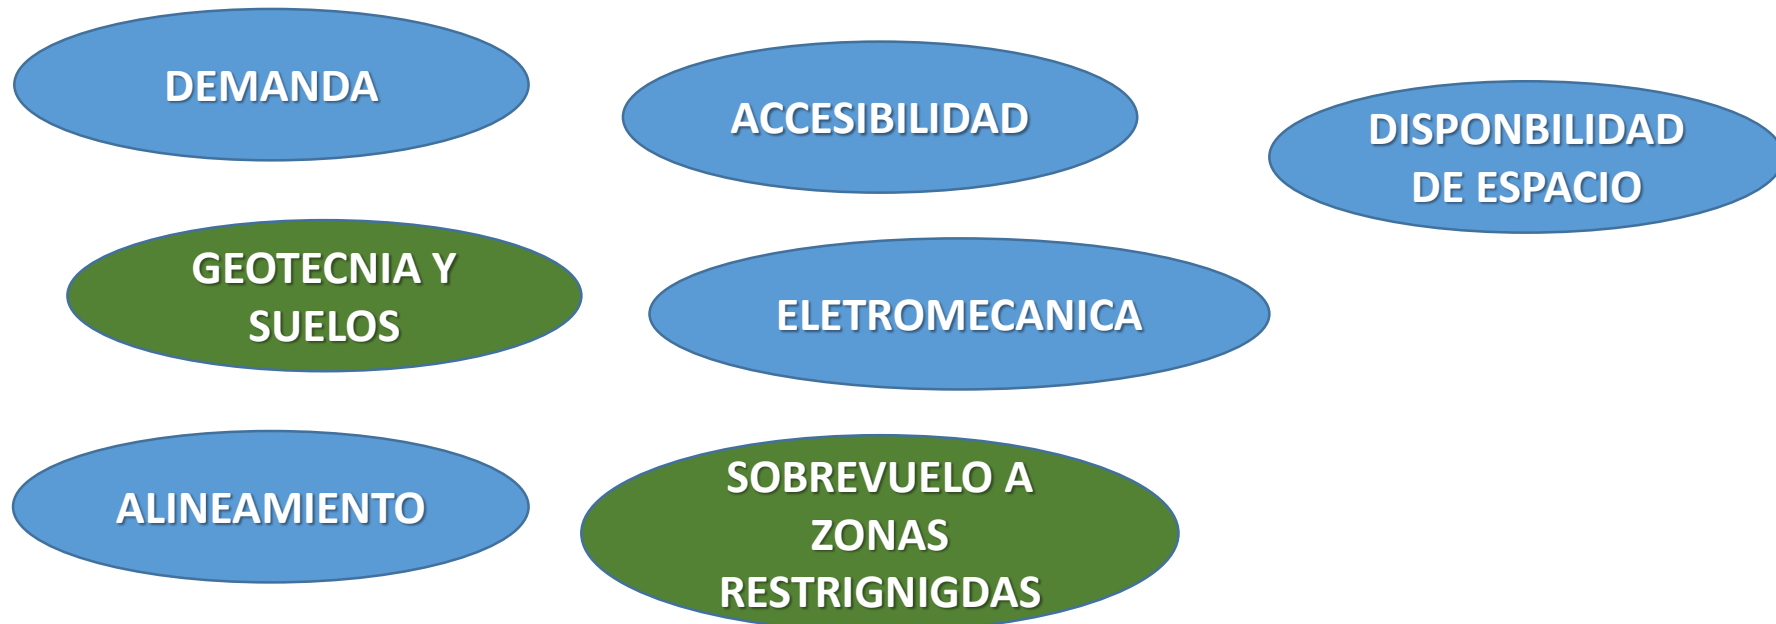 DEMANDA
ACCESIBILIDAD
DISPONBILIDAD
DE ESPACIO
GEOTECNIA Y
SUELOS
ELETROMECANICA
ALINEAMIENTO
SOBREVUELO A
ZONAS
RESTRIGNIGDAS